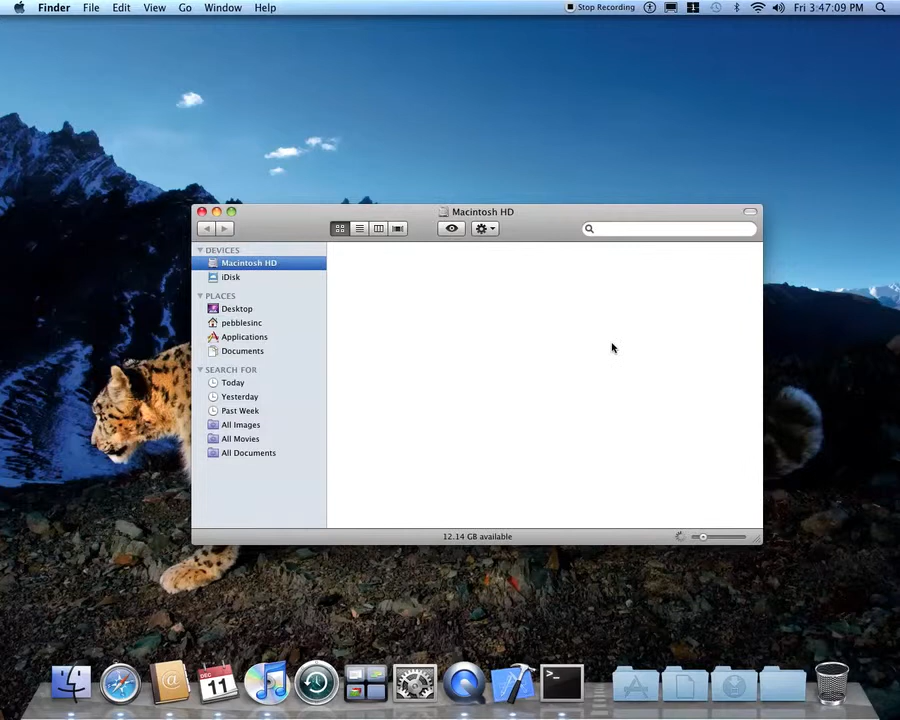 Finder File Edit View Go Window Help Stop Recording 1 Fri 3:47:09 PM
Macintosh HD
DEVICES
Macintosh HD
iDisk
PLACES
Desktop
pebblesinc
Applications
Documents
SEARCH FOR
Today
Yesterday
Past Week
All Images
All Movies
All Documents
12.14 GB available
DEC
11
@
>_